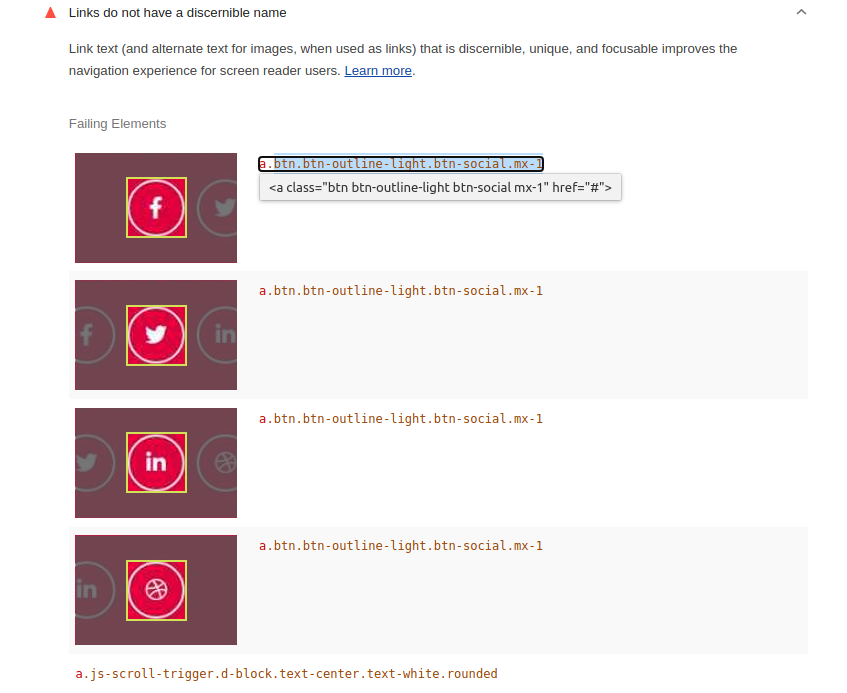 Links do not have a discernible name
Link text (and alternate text for images, when used as links) that is discernible, unique, and focusable improves the
navigation experience for screen reader users. Learn more.
Failing Elements
a.btn.btn-outline-light.btn-social.mx-1
<a class="btn btn-outline-light btn-social mx-1" href="#">
f
a.btn.btn-outline-light.btn-social.mx-1
f
in
a.btn.btn-outline-light.btn-social.mx-1
in
a.btn.btn-outline-light.btn-social.mx-1
in
a.js-scroll-trigger.d-block.text-center.text-white.rounded